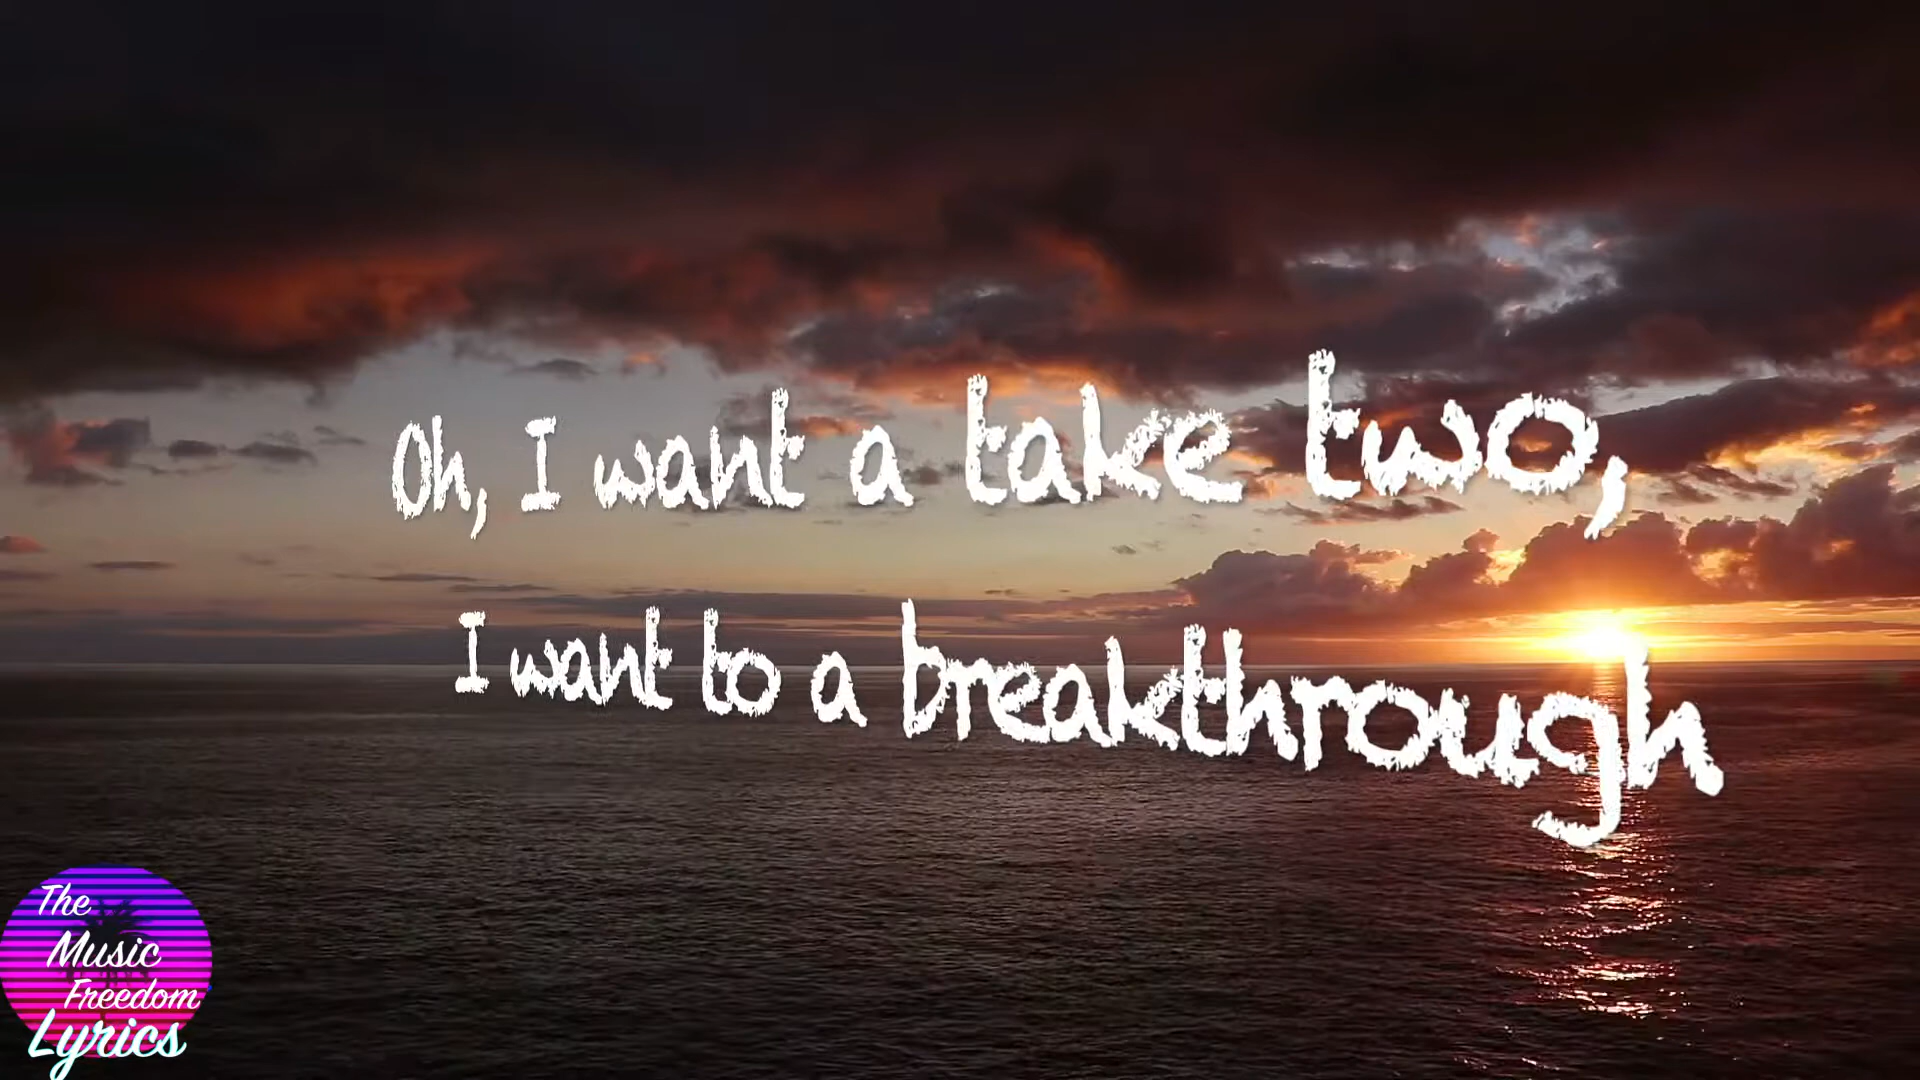 Oh, I want a take two,
I want to a breakthrough
The
Music
Freedom
Lyrics